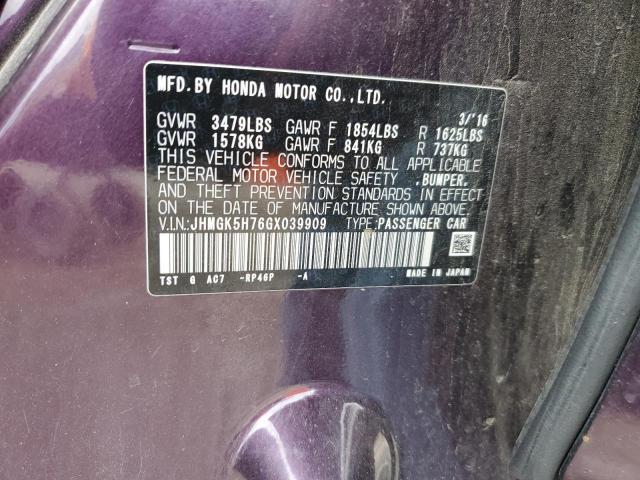 MFD.BY HONDA MOTOR CO.,LTD.
3/'16
GVWR 3479LBS GAWR F 1854LBS R 1625LBS
GVWR 1578KG GAWR F 841KG R 737KG
THIS VEHICLE CONFORMS TO ALL APPLICABLE
FEDERAL MOTOR VEHICLE SAFETY ,BUMPER,
AND THEFT PREVENTION STANDARDS IN EFFECT
ON THE DATE OF MANUFACTURE SHOWN ABOVE.
V.IN.:JHMGK5H76GX039909 TYPE:PASSENGER CAR
TST G AC7 -RP46P -A MADE IN JAPAN